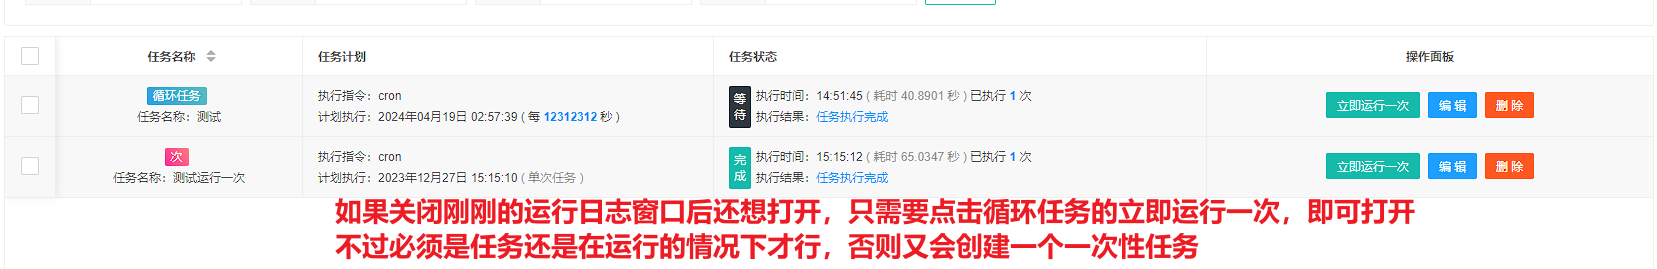 任务名称
任务计划
任务状态
操作面板
循环任务
任务名称：测试
执行指令：cron
计划执行：2024年04月19日 02:57:39 ( 每 12312312 秒 )
等待
执行时间：14:51:45 ( 耗时 40.8901 秒 ) 已执行 1 次
执行结果：任务执行完成
立即运行一次 编 辑 删 除
次
任务名称：测试运行一次
执行指令：cron
计划执行：2023年12月27日 15:15:10 ( 单次任务 )
完成
执行时间：15:15:12 ( 耗时 65.0347 秒 ) 已执行 1 次
执行结果：任务执行完成
立即运行一次 编 辑 删 除
如果关闭刚刚的运行日志窗口后还想打开，只需要点击循环任务的立即运行一次，即可打开
不过必须是任务还是在运行的情况下才行，否则又会创建一个一次性任务